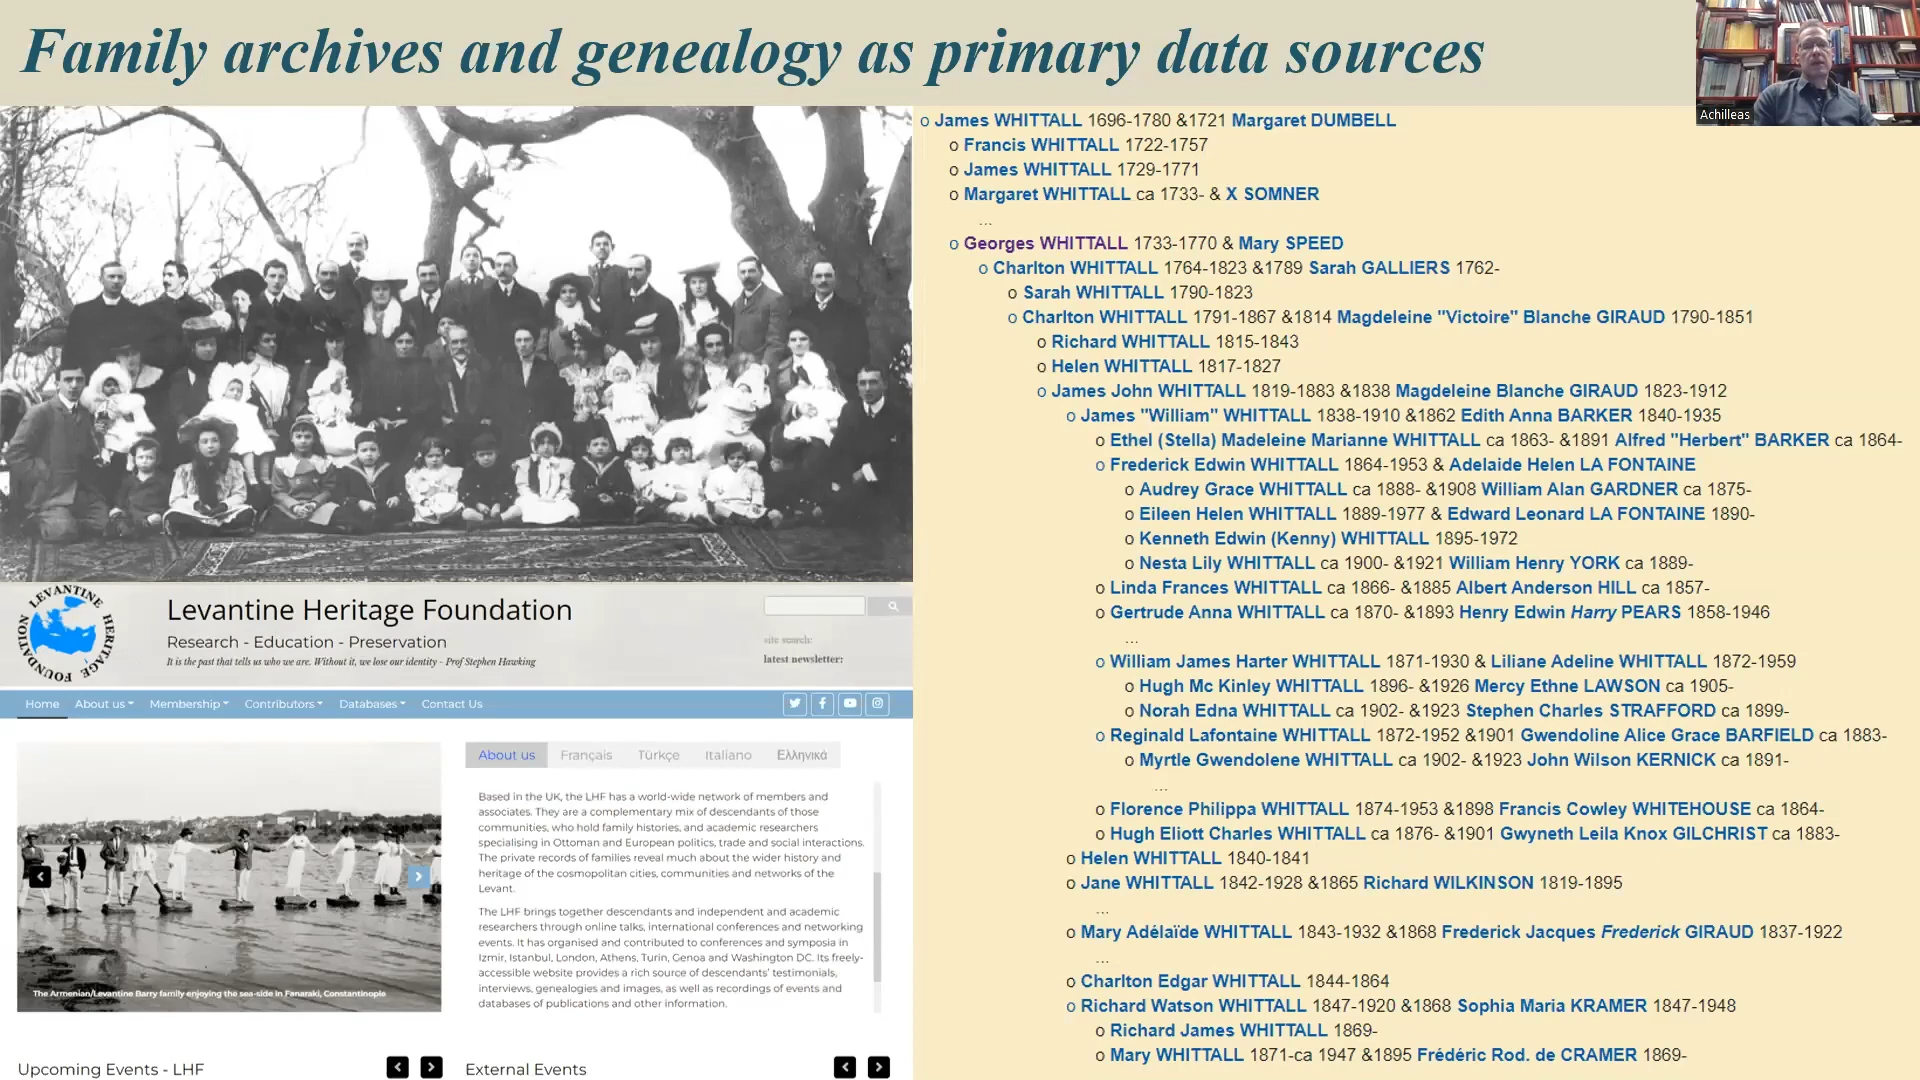 Family archives and genealogy as primary data sources
Achilleas
o James WHITTALL 1696-1780 &1721 Margaret DUMBELL
o Francis WHITTALL 1722-1757
o James WHITTALL 1729-1771
o Margaret WHITTALL ca 1733- & X SOMNER
...
o Georges WHITTALL 1733-1770 & Mary SPEED
o Charlton WHITTALL 1764-1823 &1789 Sarah GALLIERS 1762-
o Sarah WHITTALL 1790-1823
o Charlton WHITTALL 1791-1867 &1814 Magdeleine "Victoire" Blanche GIRAUD 1790-1851
o Richard WHITTALL 1815-1843
o Helen WHITTALL 1817-1827
o James John WHITTALL 1819-1883 &1838 Magdeleine Blanche GIRAUD 1823-1912
o James "William" WHITTALL 1838-1910 &1862 Edith Anna BARKER 1840-1935
o Ethel (Stella) Madeleine Marianne WHITTALL ca 1863- &1891 Alfred "Herbert" BARKER ca 1864-
o Frederick Edwin WHITTALL 1864-1953 & Adelaide Helen LA FONTAINE
o Audrey Grace WHITTALL ca 1888- &1908 William Alan GARDNER ca 1875-
o Eileen Helen WHITTALL 1889-1977 & Edward Leonard LA FONTAINE 1890-
o Kenneth Edwin (Kenny) WHITTALL 1895-1972
o Nesta Lily WHITTALL ca 1900- &1921 William Henry YORK ca 1889-
o Linda Frances WHITTALL ca 1866- &1885 Albert Anderson HILL ca 1857-
o Gertrude Anna WHITTALL ca 1870- &1893 Henry Edwin Harry PEARS 1858-1946
...
o William James Harter WHITTALL 1871-1930 & Liliane Adeline WHITTALL 1872-1959
o Hugh Mc Kinley WHITTALL 1896- &1926 Mercy Ethne LAWSON ca 1905-
o Norah Edna WHITTALL ca 1902- &1923 Stephen Charles STRAFFORD ca 1899-
o Reginald Lafontaine WHITTALL 1872-1952 &1901 Gwendoline Alice Grace BARFIELD ca 1883-
o Myrtle Gwendolene WHITTALL ca 1902- &1923 John Wilson KERNICK ca 1891-
...
o Florence Philippa WHITTALL 1874-1953 &1898 Francis Cowley WHITEHOUSE ca 1864-
o Hugh Eliott Charles WHITTALL ca 1876- &1901 Gwyneth Leila Knox GILCHRIST ca 1883-
o Helen WHITTALL 1840-1841
o Jane WHITTALL 1842-1928 &1865 Richard WILKINSON 1819-1895
...
o Mary Adélaïde WHITTALL 1843-1932 &1868 Frederick Jacques Frederick GIRAUD 1837-1922
...
o Charlton Edgar WHITTALL 1844-1864
o Richard Watson WHITTALL 1847-1920 &1868 Sophia Maria KRAMER 1847-1948
o Richard James WHITTALL 1869-
o Mary WHITTALL 1871-ca 1947 &1895 Frédéric Rod. de CRAMER 1869-
LEVANTINE HERITAGE FOUNDATION
Levantine Heritage Foundation
Research - Education - Preservation
It is the past that tells us who we are. Without it, we lose our identity - Prof Stephen Hawking
site search:
latest newsletter:
Home About us Membership Contributors Databases Contact Us
The Armenian/Levantine Barry family enjoying the sea-side in Fanaraki, Constantinople
About us Français Türkçe Italiano Ελληνικά
Based in the UK, the LHF has a world-wide network of members and
associates. They are a complementary mix of descendants of those
communities, who hold family histories, and academic researchers
specialising in Ottoman and European politics, trade and social interactions.
The private records of families reveal much about the wider history and
heritage of the cosmopolitan cities, communities and networks of the
Levant.
The LHF brings together descendants and independent and academic
researchers through online talks, international conferences and networking
events. It has organised and contributed to conferences and symposia in
Izmir, Istanbul, London, Athens, Turin, Genoa and Washington DC. Its freely-
accessible website provides a rich source of descendants' testimonials,
interviews, genealogies and images, as well as recordings of events and
databases of publications and other information.
Upcoming Events - LHF
External Events